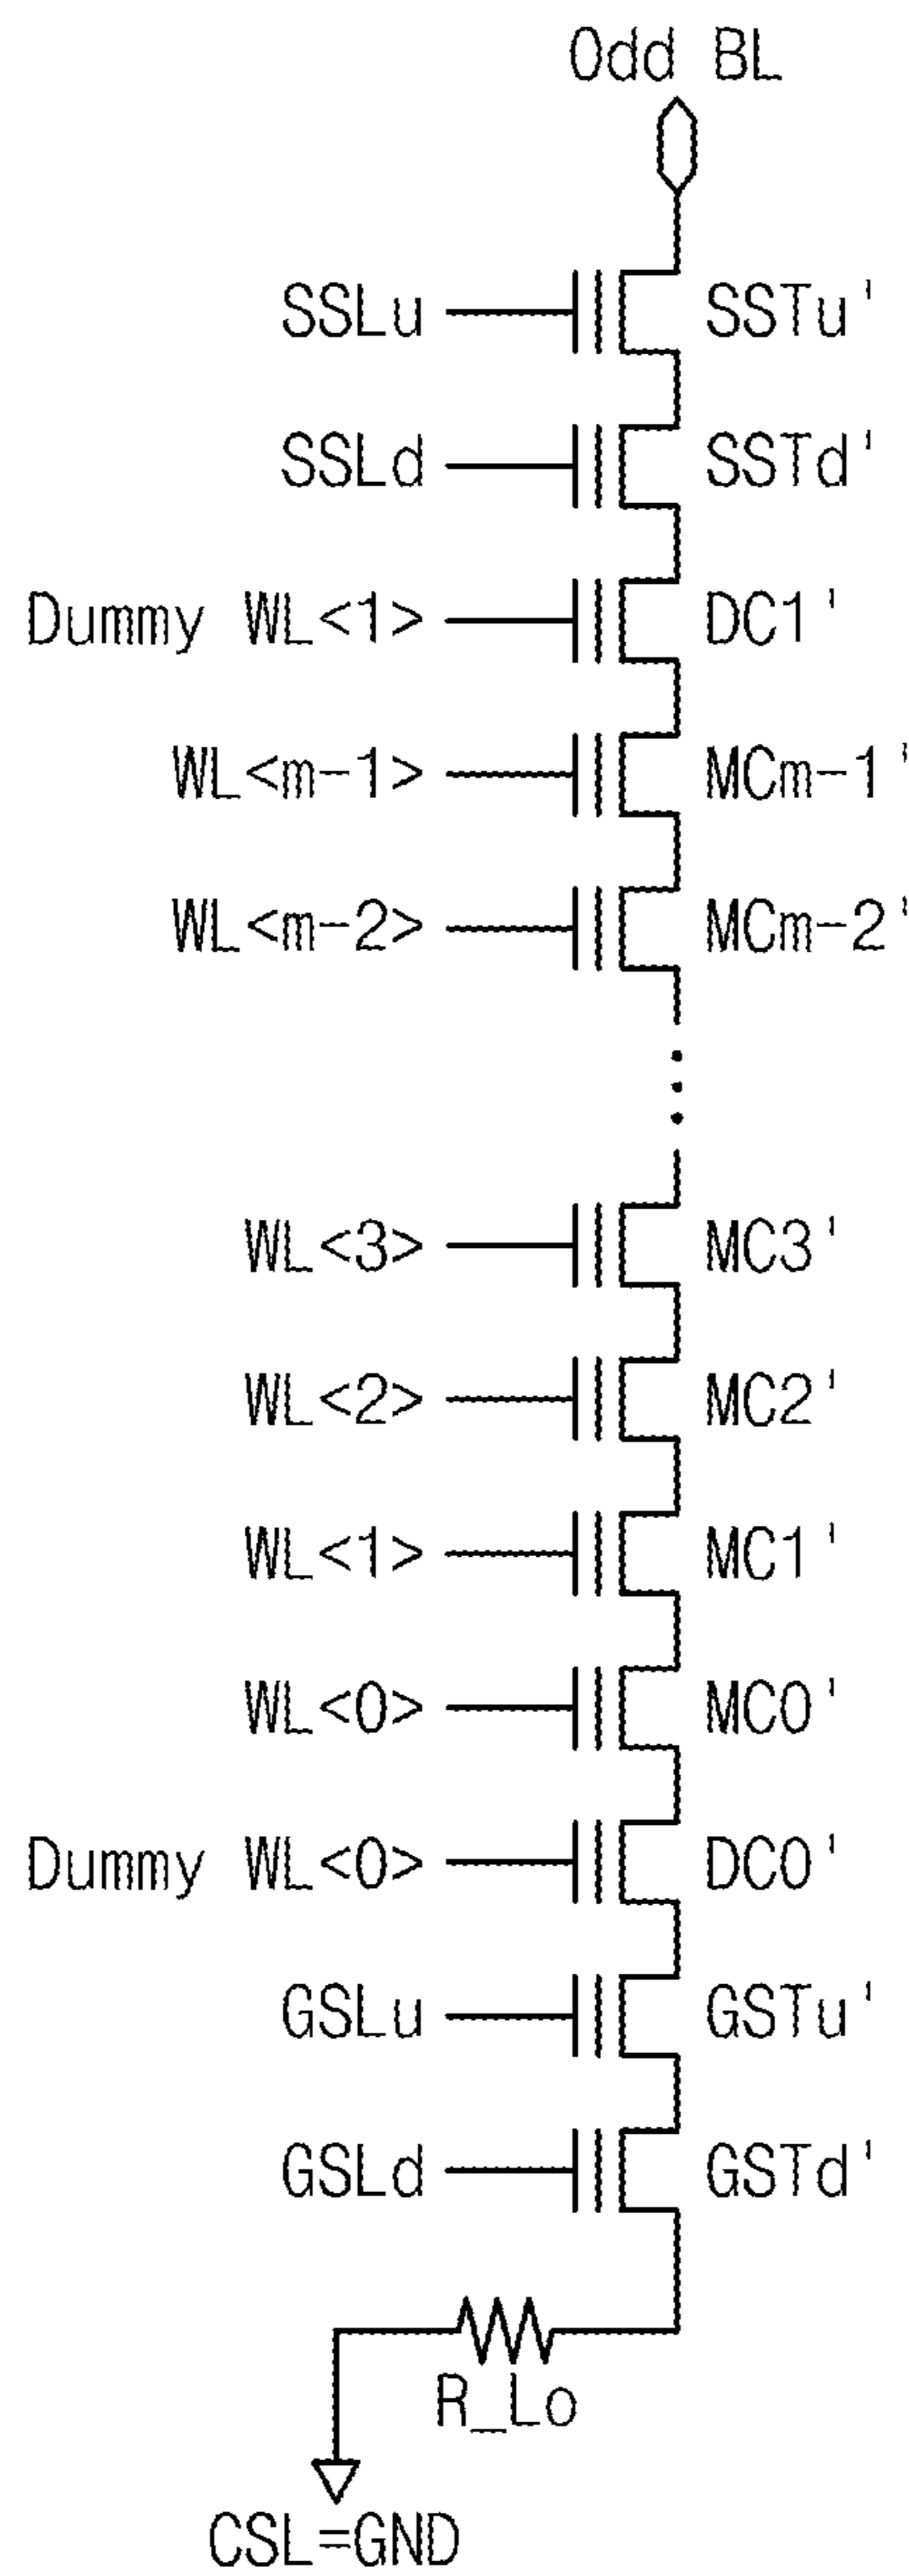 Odd BL
SSLu SSTu'
SSLd SSTd'
Dummy WL<1> DC1'
WL<m-1> MCm-1'
WL<m-2> MCm-2'
WL<3> MC3'
WL<2> MC2'
WL<1> MC1'
WL<0> MC0'
Dummy WL<0> DC0'
GSLu GSTu'
GSLd GSTd'
R_Lo
CSL=GND